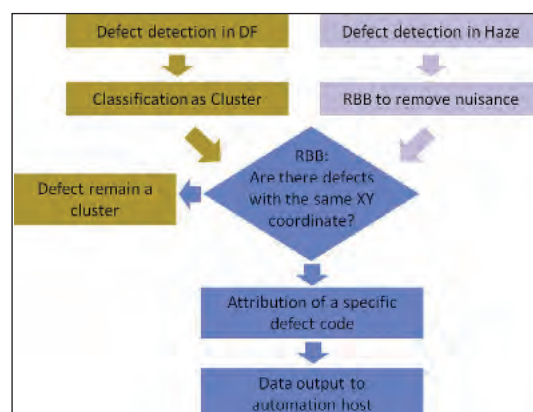 Defect detection in DF
Defect detection in Haze
Classification as Cluster
RBB to remove nuisance
RBB:
Are there defects
with the same XY
coordinate?
Defect remain a
cluster
Attribution of a specific
defect code
Data output to
automation host